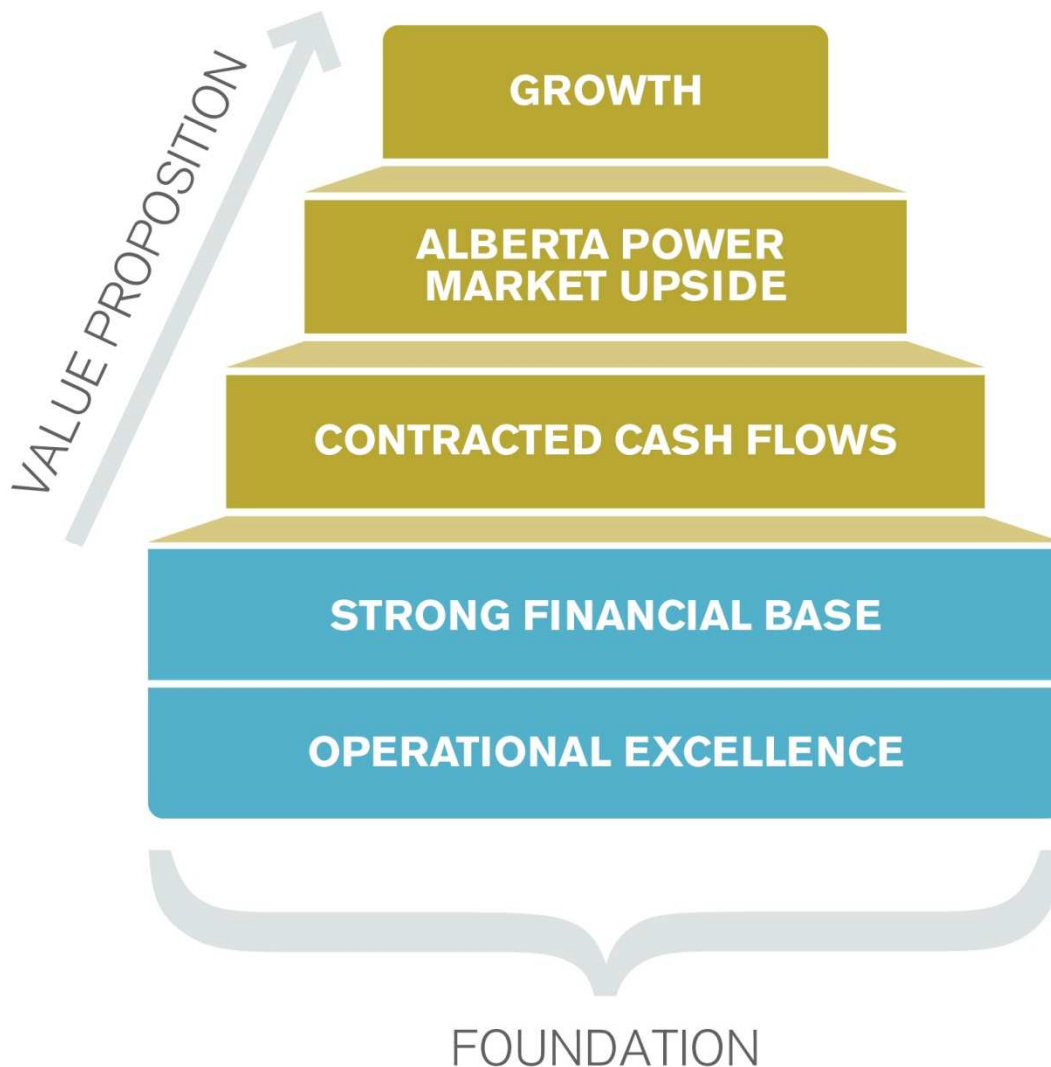 VALUE PROPOSITION
GROWTH
ALBERTA POWER
MARKET UPSIDE
CONTRACTED CASH FLOWS
STRONG FINANCIAL BASE
OPERATIONAL EXCELLENCE
FOUNDATION